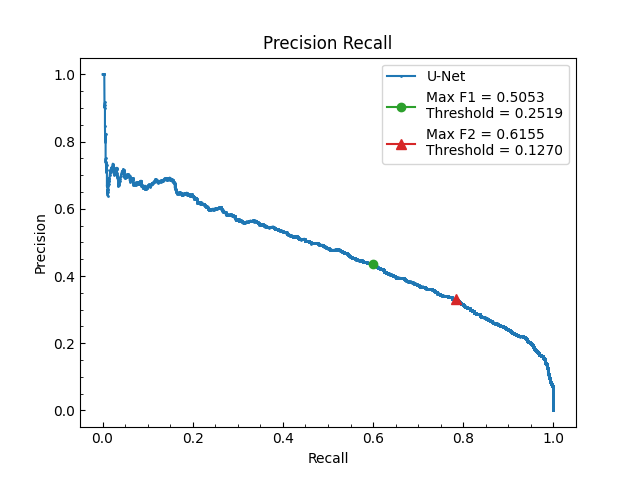 Precision Recall
U-Net
Max F1 = 0.5053
Threshold = 0.2519
Max F2 = 0.6155
Threshold = 0.1270
Precision
1.0
0.8
0.6
0.4
0.2
0.0
0.0 0.2 0.4 0.6 0.8 1.0
Recall